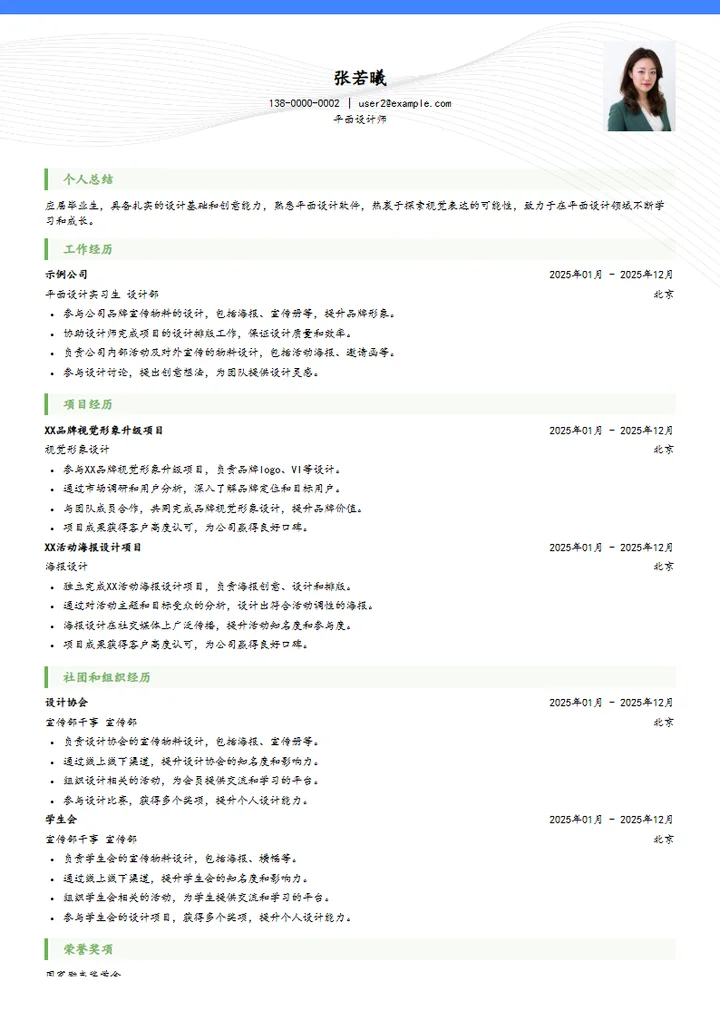 张若曦
138-0000-0002 | user2@example.com
平面设计师
个人总结
应届毕业生，具备扎实的设计基础和创意能力，熟悉平面设计软件，热衷于探索视觉表达的可能性，致力于在平面设计领域不断学
习和成长。
工作经历
示例公司 2025年01月 - 2025年12月
平面设计实习生 设计部 北京
• 参与公司品牌宣传物料的设计，包括海报、宣传册等，提升品牌形象。
• 协助设计师完成项目的设计排版工作，保证设计质量和效率。
• 负责公司内部活动及对外宣传的物料设计，包括活动海报、邀请函等。
• 参与设计讨论，提出创意想法，为团队提供设计灵感。
项目经历
XX品牌视觉形象升级项目 2025年01月 - 2025年12月
视觉形象设计 北京
• 参与XX品牌视觉形象升级项目，负责品牌logo、VI等设计。
• 通过市场调研和用户分析，深入了解品牌定位和目标用户。
• 与团队成员合作，共同完成品牌视觉形象设计，提升品牌价值。
• 项目成果获得客户高度认可，为公司赢得良好口碑。
XX活动海报设计项目 2025年01月 - 2025年12月
海报设计 北京
• 独立完成XX活动海报设计项目，负责海报创意、设计和排版。
• 通过对活动主题和目标受众的分析，设计出符合活动调性的海报。
• 海报设计在社交媒体上广泛传播，提升活动知名度和参与度。
• 项目成果获得客户高度认可，为公司赢得良好口碑。
社团和组织经历
设计协会 2025年01月 - 2025年12月
宣传部干事 宣传部 北京
• 负责设计协会的宣传物料设计，包括海报、宣传册等。
• 通过线上线下渠道，提升设计协会的知名度和影响力。
• 组织设计相关的活动，为会员提供交流和学习的平台。
• 参与设计比赛，获得多个奖项，提升个人设计能力。
学生会 2025年01月 - 2025年12月
宣传部干事 宣传部 北京
• 负责学生会的宣传物料设计，包括海报、横幅等。
• 通过线上线下渠道，提升学生会的知名度和影响力。
• 组织学生会相关的活动，为学生提供交流和学习的平台。
• 参与学生会的设计项目，获得多个奖项，提升个人设计能力。
荣誉奖项